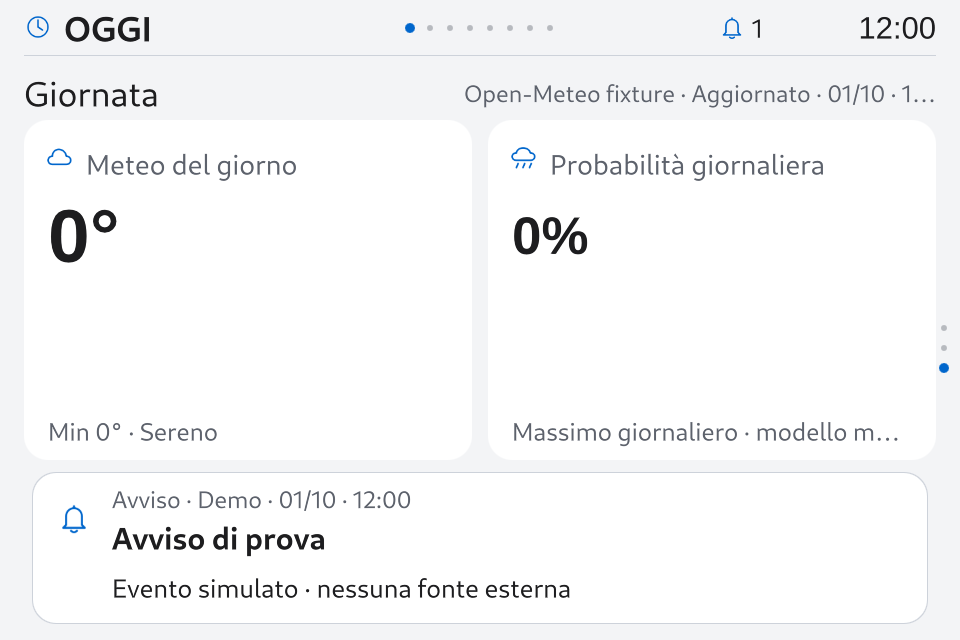 OGGI
1
12:00
Giornata
Open-Meteo fixture · Aggiornato · 01/10 · 1…
Meteo del giorno
0°
Min 0° · Sereno
Probabilità giornaliera
0%
Massimo giornaliero · modello m…
Avviso · Demo · 01/10 · 12:00
Avviso di prova
Evento simulato · nessuna fonte esterna